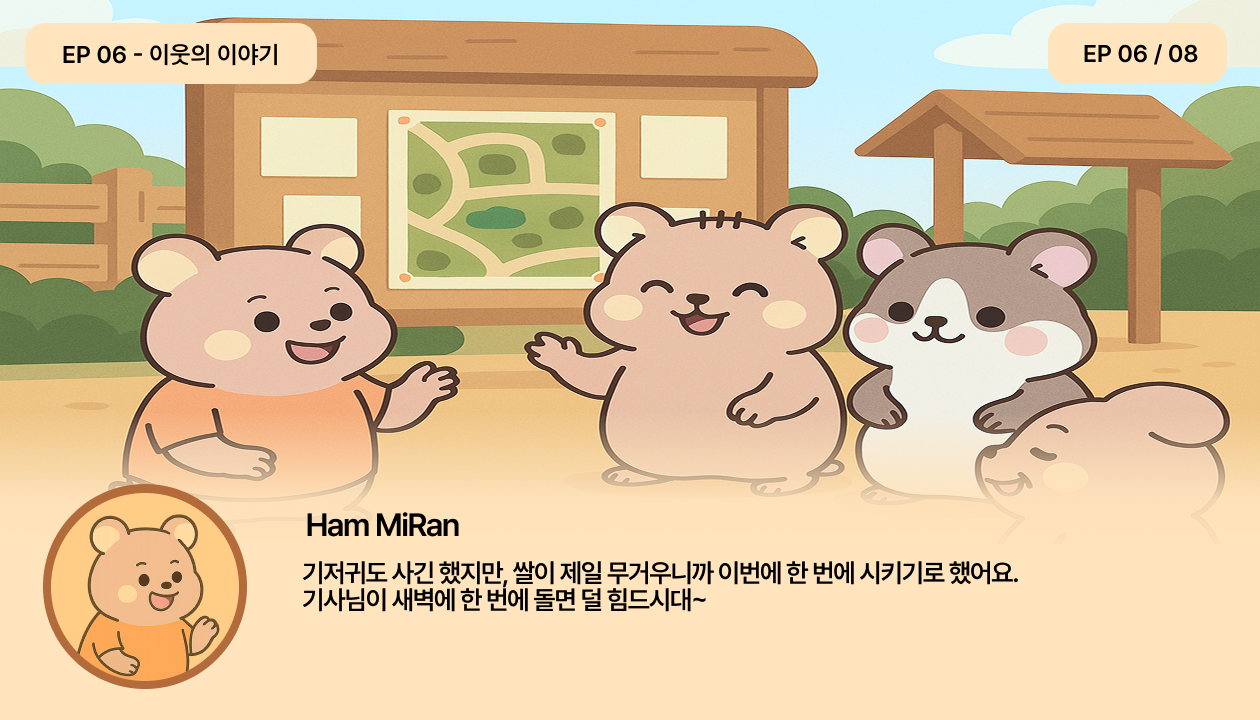 EP 06 - 이웃의 이야기
EP 06 / 08
Ham MiRan
기저귀도 사긴 했지만, 쌀이 제일 무거우니까 이번에 한 번에 시키기로 했어요.
기사님이 새벽에 한 번에 돌면 덜 힘드시대~